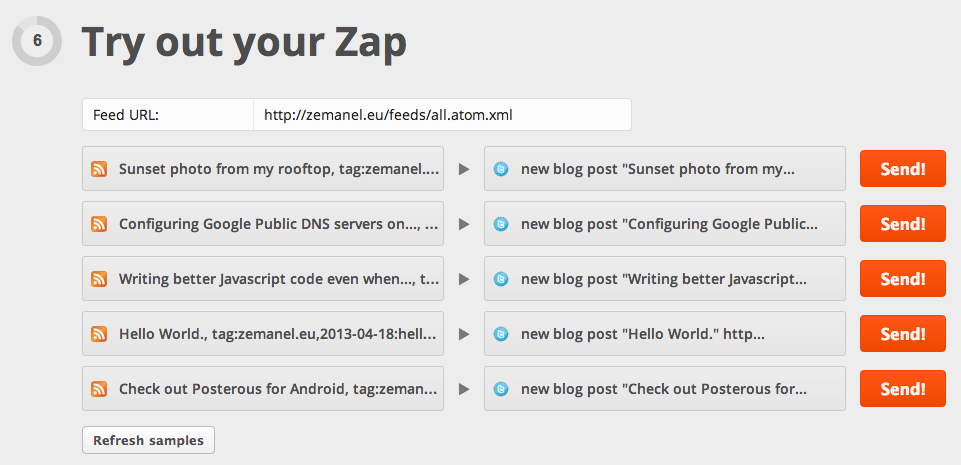 6
Try out your Zap
Feed URL: http://zemanel.eu/feeds/all.atom.xml
Sunset photo from my rooftop, tag:zemanel.... new blog post "Sunset photo from my... Send!
Configuring Google Public DNS servers on..., ... new blog post "Configuring Google Public... Send!
Writing better Javascript code even when..., t... new blog post "Writing better Javascript... Send!
Hello World., tag:zemanel.eu,2013-04-18:hell... new blog post "Hello World." http... Send!
Check out Posterous for Android, tag:zeman... new blog post "Check out Posterous for... Send!
Refresh samples